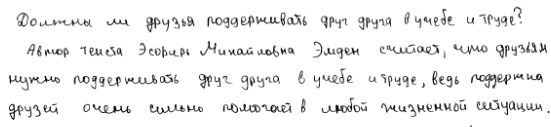 Должны ли друзья поддерживать друг друга в учебе и труде?
Автор текста Эсфирь Михайловна Эмден считает, что друзьям
нужно поддерживать друг друга в учебе и труде, ведь поддержка
друзей очень сильно помогает в любой жизненной ситуации.